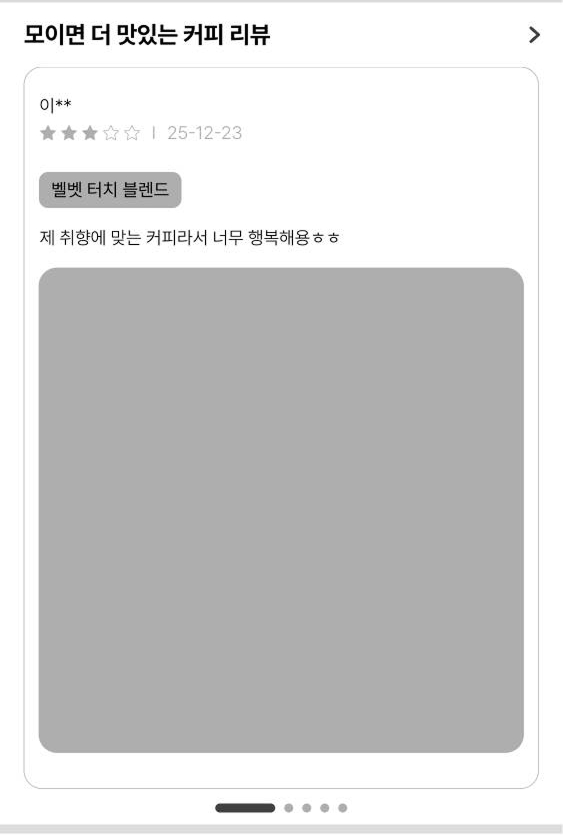 모이면 더 맛있는 커피 리뷰
이**
★★★☆☆ | 25-12-23
벨벳 터치 블렌드
제 취향에 맞는 커피라서 너무 행복해용ㅎㅎ